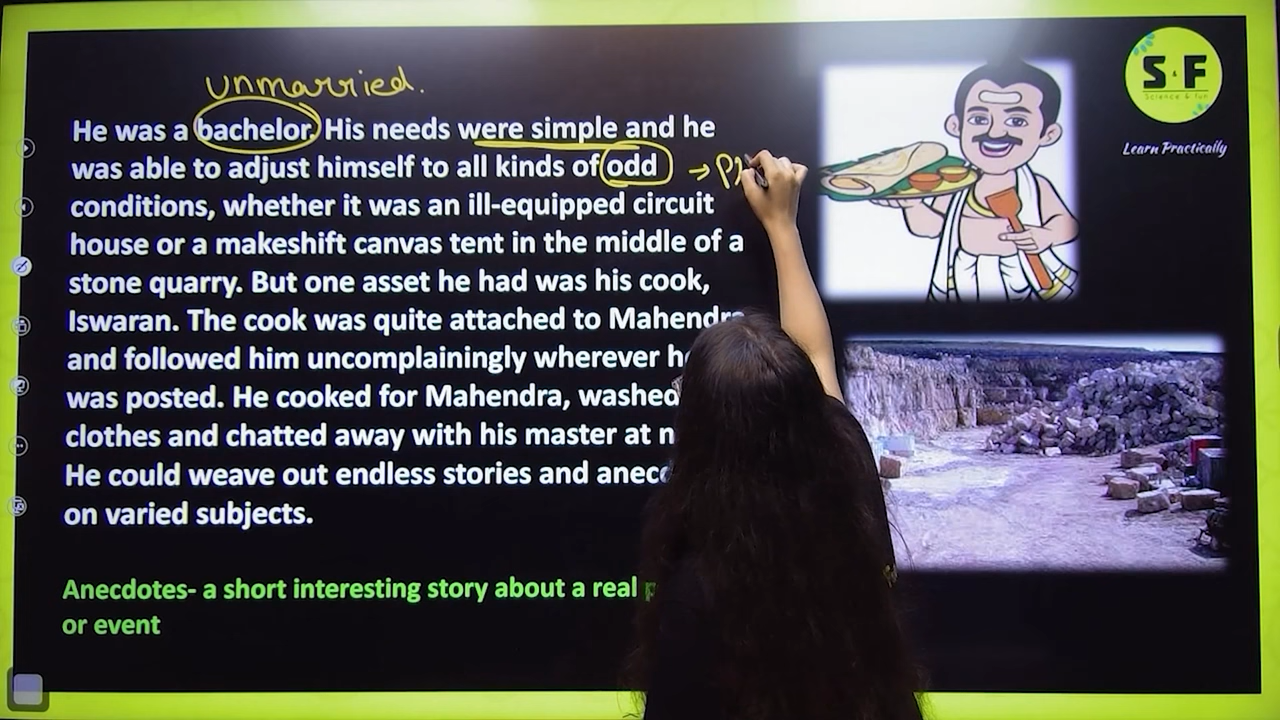 unmarried.
He was a bachelor. His needs were simple and he
was able to adjust himself to all kinds of odd →
conditions, whether it was an ill-equipped circuit
house or a makeshift canvas tent in the middle of a
stone quarry. But one asset he had was his cook,
Iswaran. The cook was quite attached to Mahendra
and followed him uncomplainingly wherever he
was posted. He cooked for Mahendra, washed
clothes and chatted away with his master at
He could weave out endless stories and
on varied subjects.
Anecdotes- a short interesting story about a real
or event
S&F
Science & fun
Learn Practically